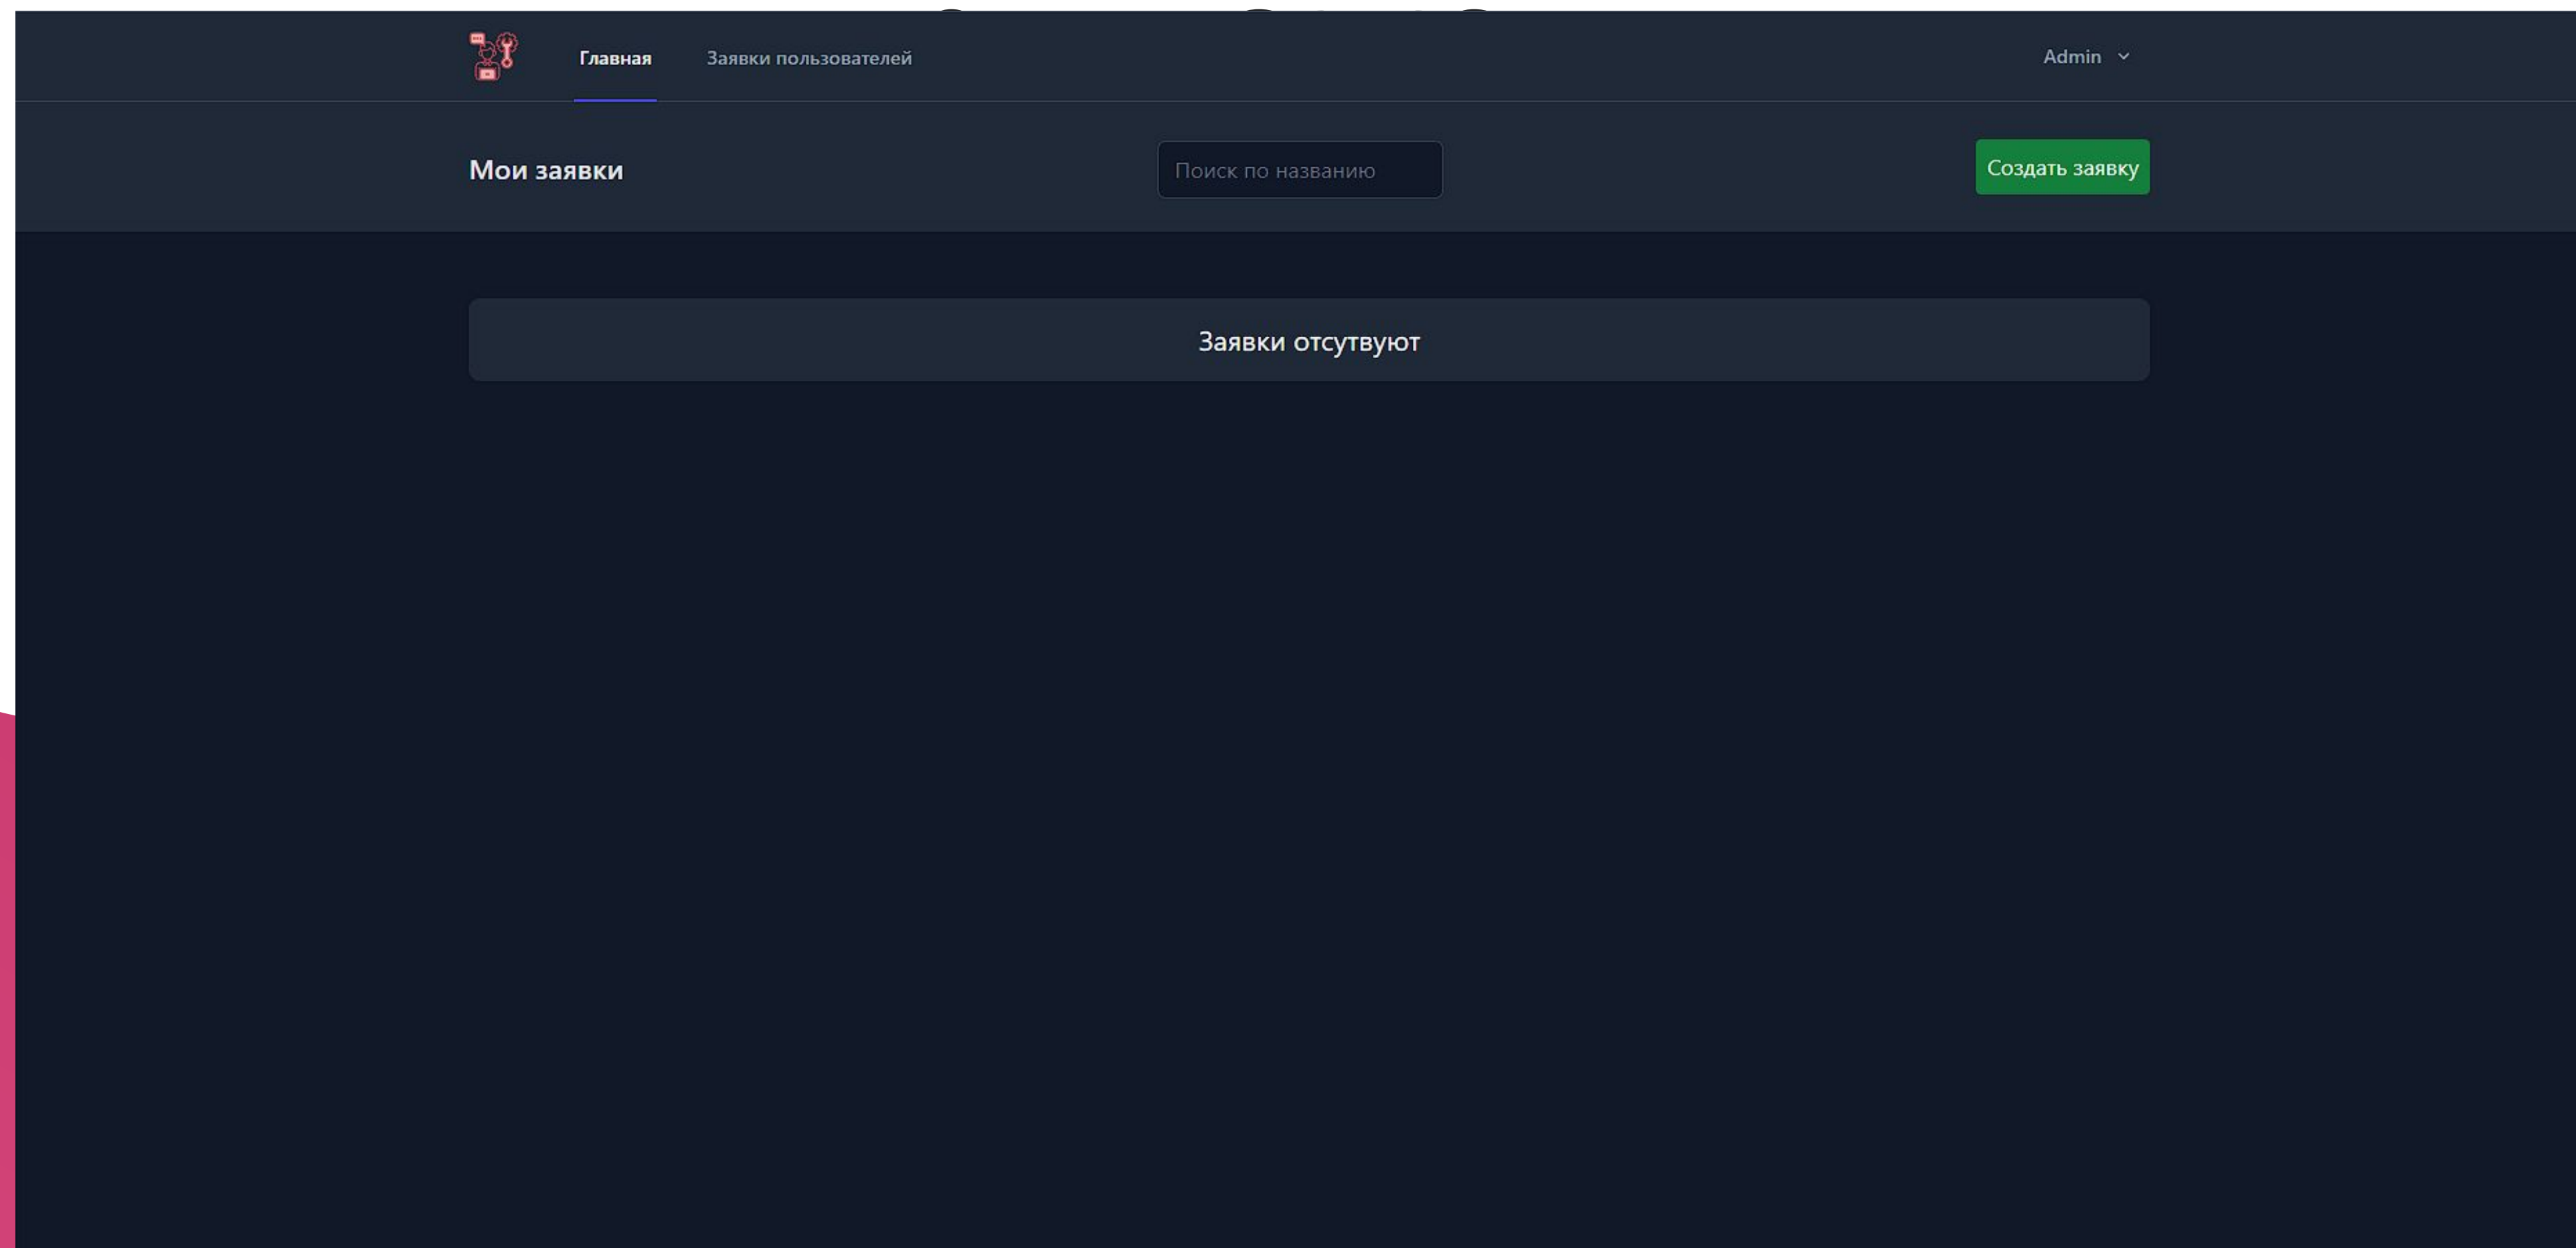 Главная
Заявки пользователей
Admin
Мои заявки
Поиск по названию
Создать заявку
Заявки отсутвуют